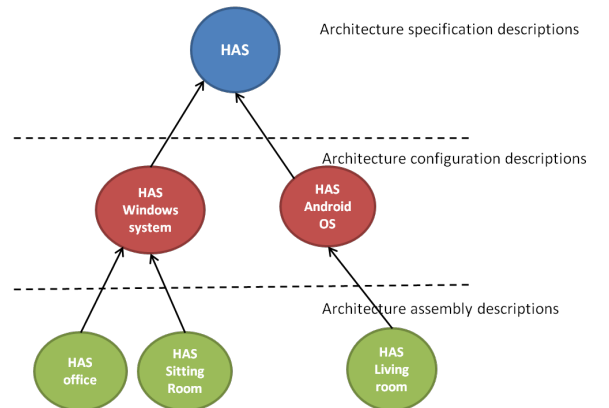 Architecture specification descriptions
HAS
Architecture configuration descriptions
HAS
Windows
system
HAS
Android
OS
Architecture assembly descriptions
HAS
office
HAS
Sitting
Room
HAS
Living
room